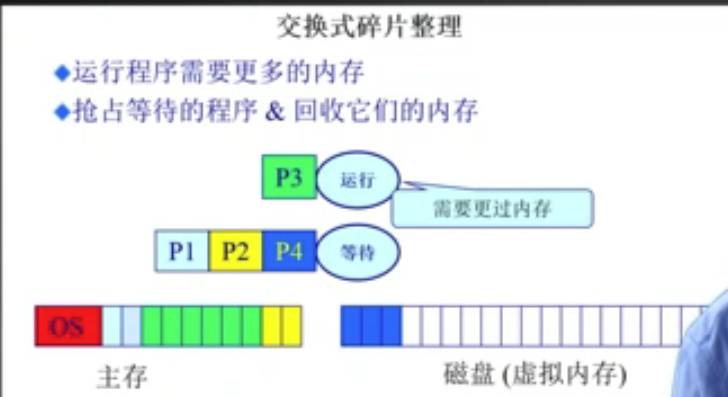 交换式碎片整理
◆运行程序需要更多的内存
◆抢占等待的程序 & 回收它们的内存
P3 运行
需要更过内存
P1 P2 P4 等待
OS
主存 磁盘 (虚拟内存)